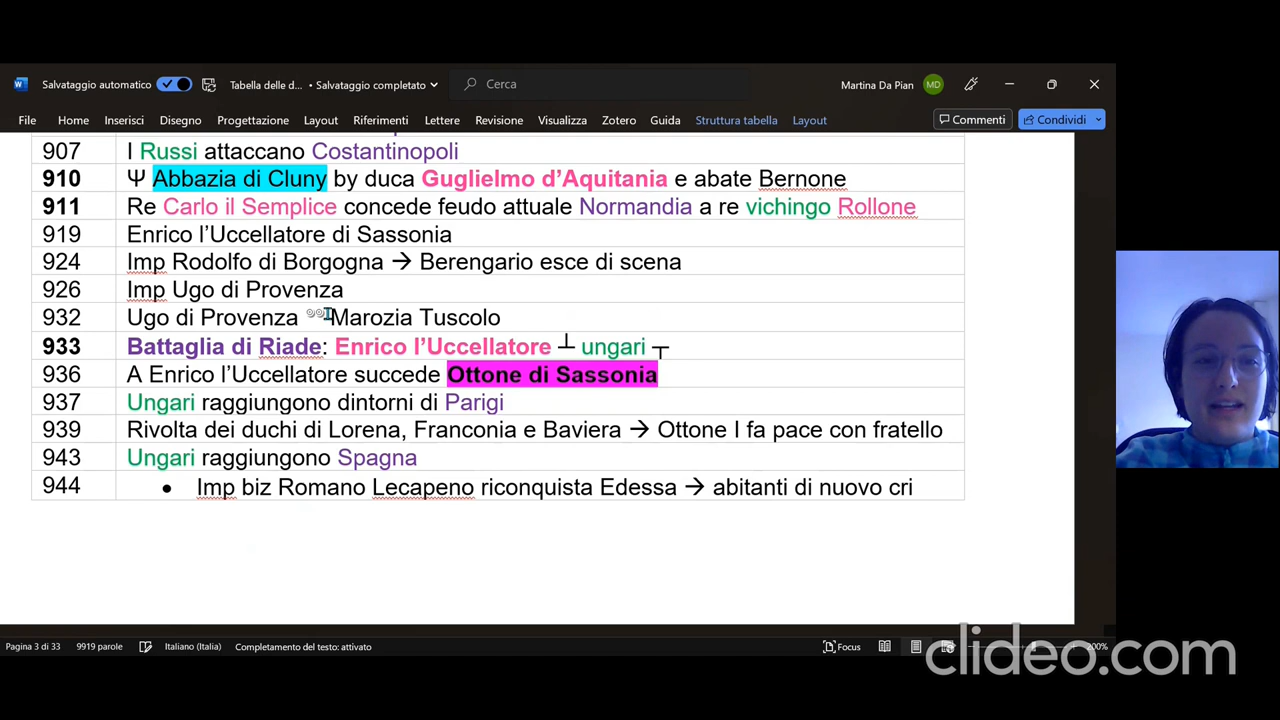 Salvataggio automatico
Tabella delle d... • Salvataggio completato
Cerca
Martina Da Pian
MD
File Home Inserisci Disegno Progettazione Layout Riferimenti Lettere Revisione Visualizza Zotero Guida Struttura tabella Layout
Commenti
Condividi
907 I Russi attaccano Costantinopoli
910 Ψ Abbazia di Cluny by duca Guglielmo d’Aquitania e abate Bernone
911 Re Carlo il Semplice concede feudo attuale Normandia a re vichingo Rollone
919 Enrico l’Uccellatore di Sassonia
924 Imp Rodolfo di Borgogna → Berengario esce di scena
926 Imp Ugo di Provenza
932 Ugo di Provenza ⚭ Marozia Tuscolo
933 Battaglia di Riade: Enrico l’Uccellatore ┴ ungari ┬
936 A Enrico l’Uccellatore succede Ottone di Sassonia
937 Ungari raggiungono dintorni di Parigi
939 Rivolta dei duchi di Lorena, Franconia e Baviera → Ottone I fa pace con fratello
943 Ungari raggiungono Spagna
944 • Imp biz Romano Lecapeno riconquista Edessa → abitanti di nuovo cri
Pagina 3 di 33 9919 parole Italiano (Italia) Completamento del testo: attivato
Focus
200%
clideo.com